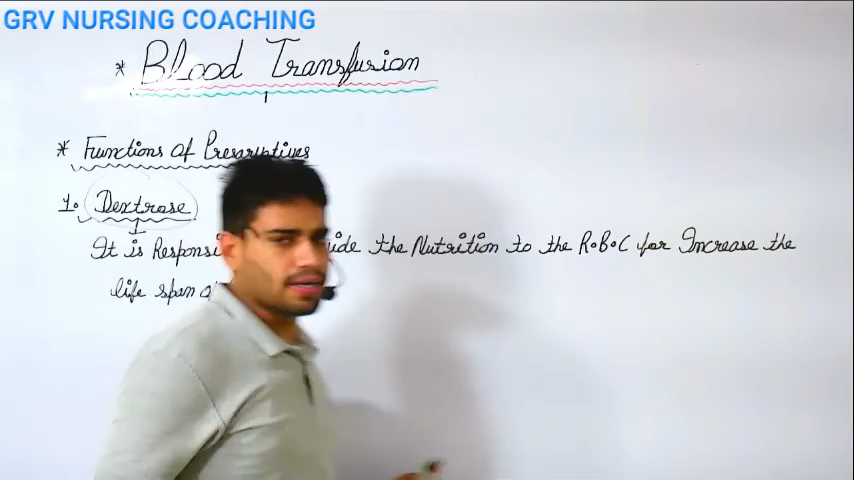 GRV NURSING COACHING
* Blood Transfusion
* Functions of Preservatives
1. Dextrose
It is Responsi ide the Nutrition to the R.B.C for Increase the
life span of